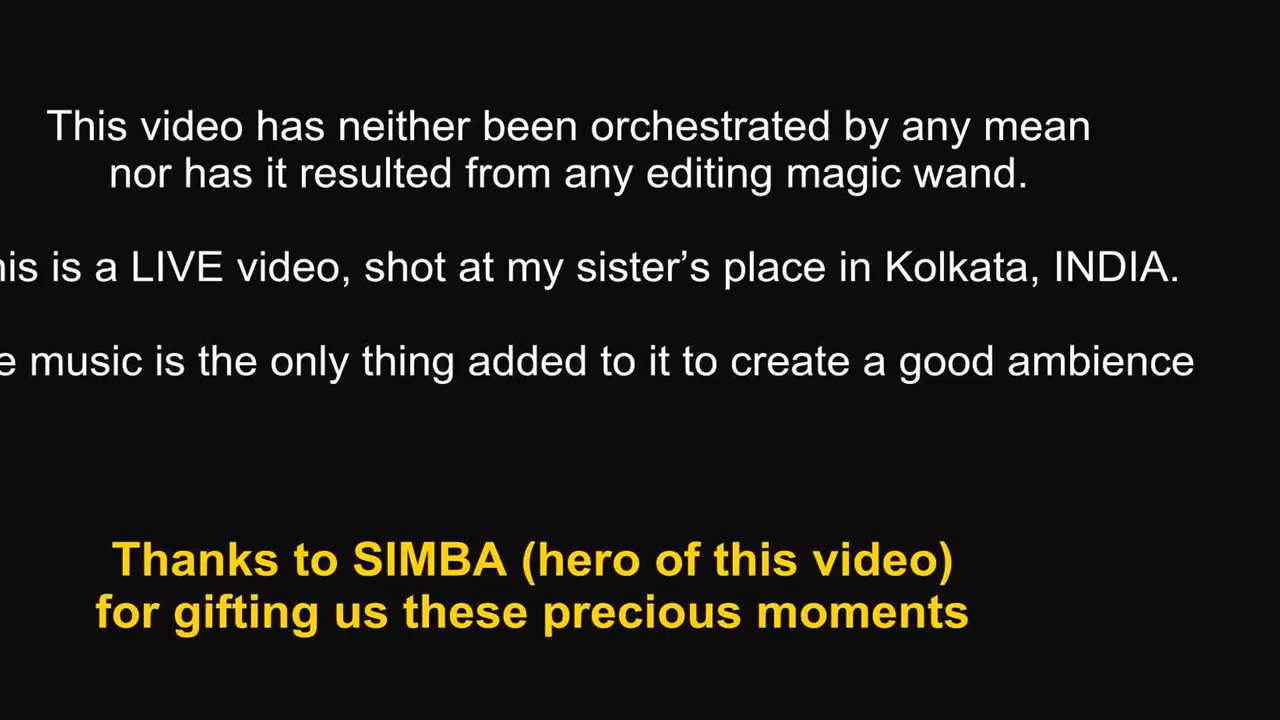 This video has neither been orchestrated by any mean
nor has it resulted from any editing magic wand.
his is a LIVE video, shot at my sister’s place in Kolkata, INDIA.
e music is the only thing added to it to create a good ambience
Thanks to SIMBA (hero of this video)
for gifting us these precious moments